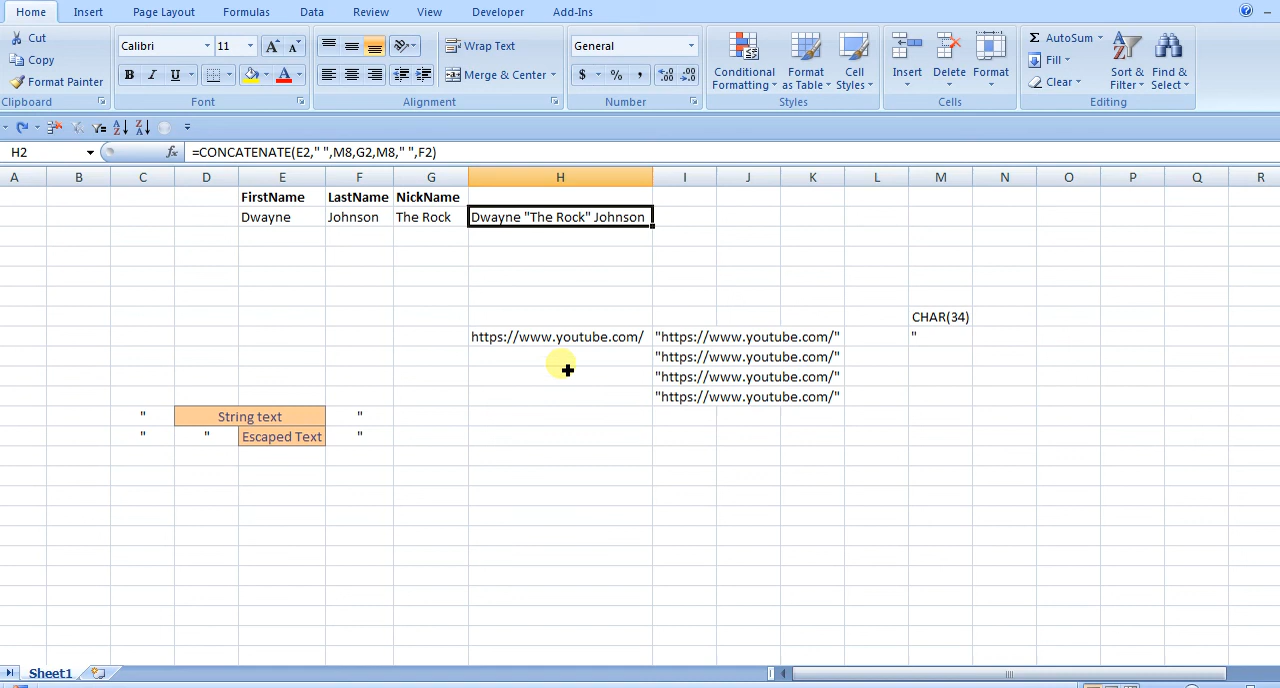 Home Insert Page Layout Formulas Data Review View Developer Add-Ins
Cut
Copy
Format Painter
Clipboard
Calibri 11
B I U
Font
Wrap Text
Merge & Center
Alignment
General
$ % ,
Number
Conditional Formatting
Format as Table
Cell Styles
Styles
Insert Delete Format
Cells
Σ AutoSum
Fill
Clear
Sort & Filter
Find & Select
Editing
H2 fx =CONCATENATE(E2," ",M8,G2,M8," ",F2)
A B C D E F G H I J K L M N O P Q R
FirstName LastName NickName
Dwayne Johnson The Rock Dwayne "The Rock" Johnson
CHAR(34)
https://www.youtube.com/ "https://www.youtube.com/" "
"https://www.youtube.com/"
"https://www.youtube.com/"
"https://www.youtube.com/"
" String text "
" " Escaped Text "
Sheet1